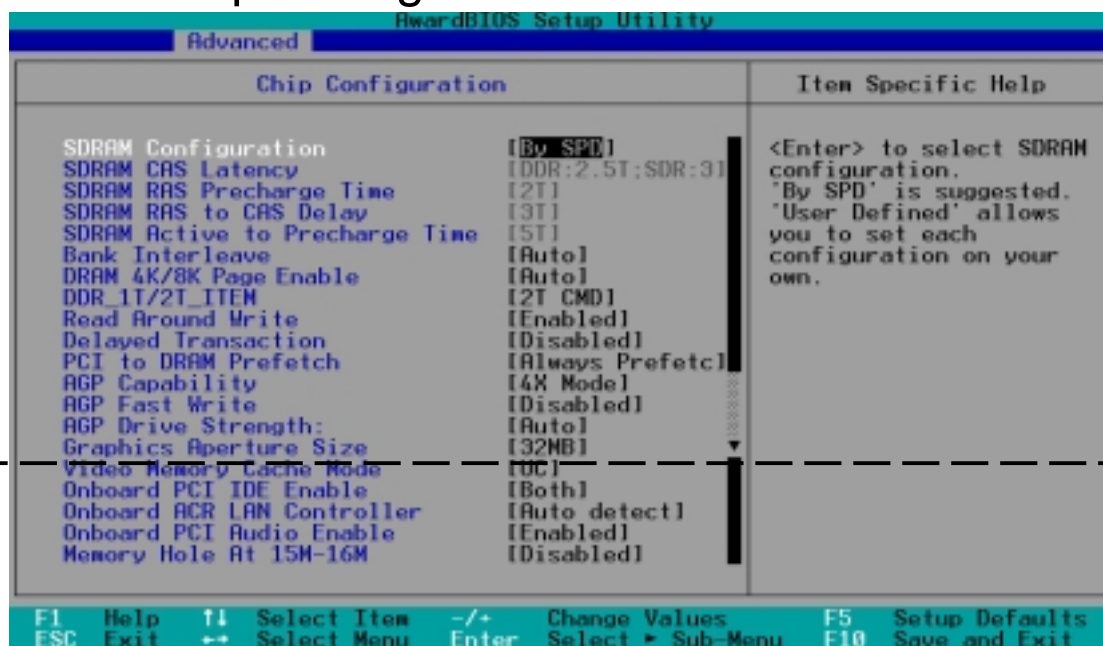 AwardBIOS Setup Utility
Advanced
Chip Configuration
Item Specific Help
SDRAM Configuration [By SPD]
SDRAM CAS Latency [DDR:2.5T;SDR:3]
SDRAM RAS Precharge Time [2T]
SDRAM RAS to CAS Delay [3T]
SDRAM Active to Precharge Time [5T]
Bank Interleave [Auto]
DRAM 4K/8K Page Enable [Auto]
DDR_1T/2T_ITEM [2T CMD]
Read Around Write [Enabled]
Delayed Transaction [Disabled]
PCI to DRAM Prefetch [Always Prefetc]
AGP Capability [4X Mode]
AGP Fast Write [Disabled]
AGP Drive Strength: [Auto]
Graphics Aperture Size [32MB]
Video Memory Cache Mode [UC]
Onboard PCI IDE Enable [Both]
Onboard ACR LAN Controller [Auto detect]
Onboard PCI Audio Enable [Enabled]
Memory Hole At 15M-16M [Disabled]
<Enter> to select SDRAM
configuration.
'By SPD' is suggested.
'User Defined' allows
you to set each
configuration on your
own.
F1 Help ↑↓ Select Item -/+ Change Values F5 Setup Defaults
ESC Exit ←→ Select Menu Enter Select ► Sub-Menu F10 Save and Exit